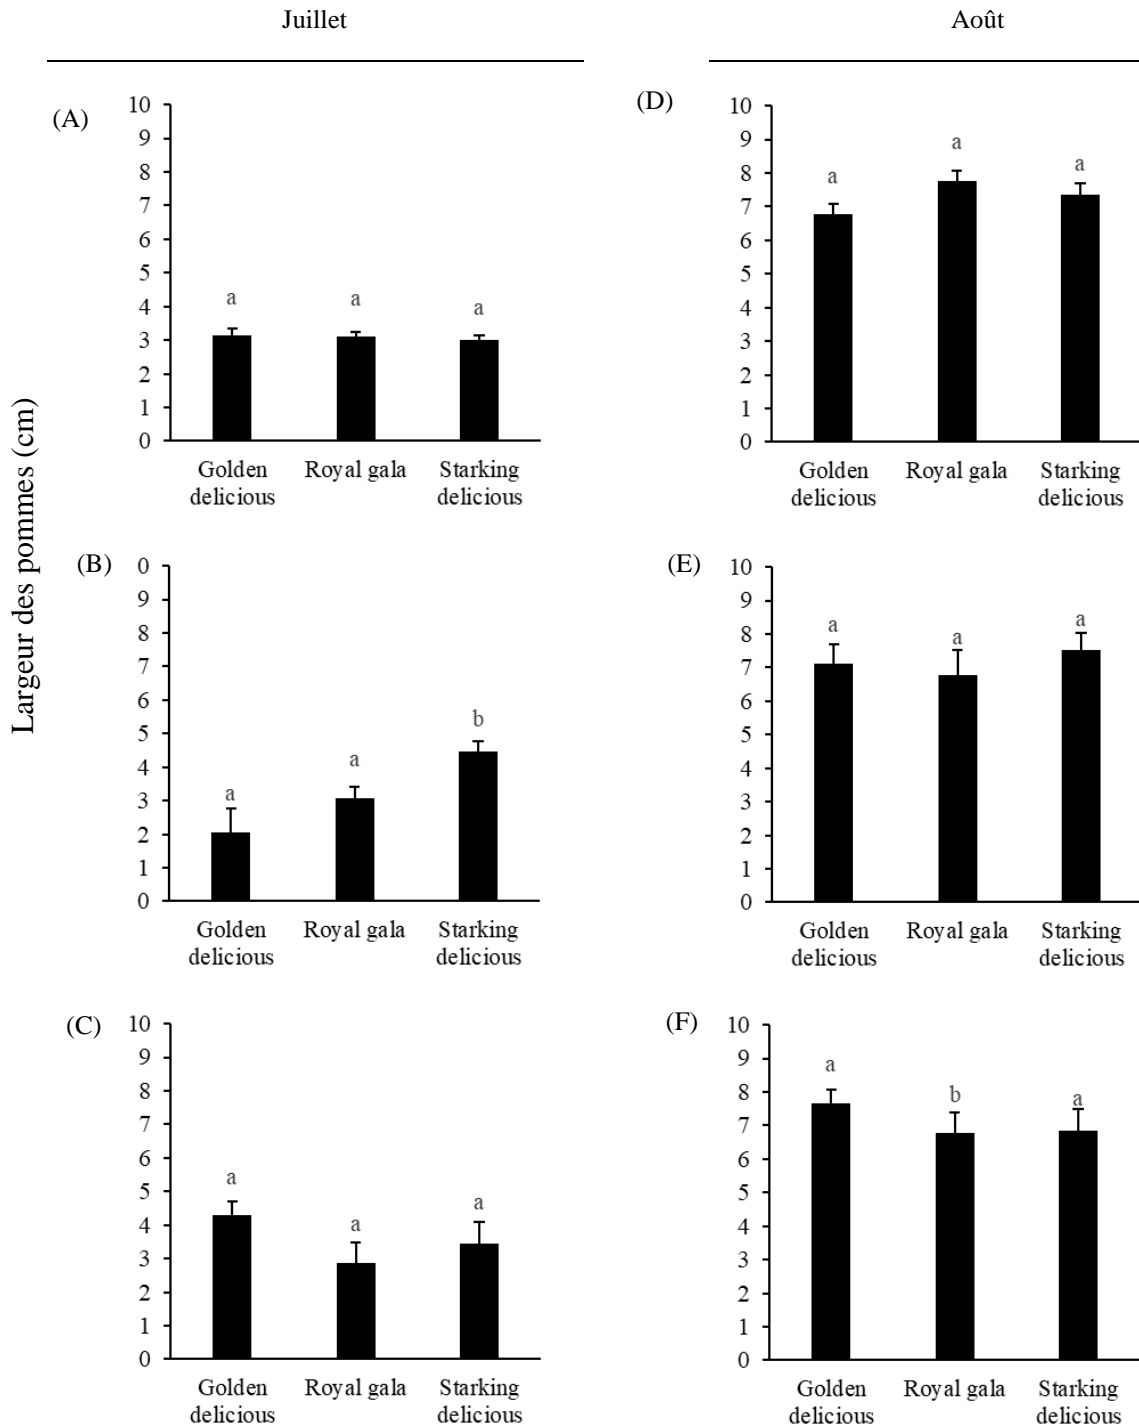 Juillet
Août
Largeur des pommes (cm)
(A)
10
9
8
7
6
5
4
3
2
1
0
a
a
a
Golden
delicious
Royal gala
Starking
delicious
(D)
10
9
8
7
6
5
4
3
2
1
0
a
a
a
Golden
delicious
Royal gala
Starking
delicious
(B)
0
9
8
7
6
5
4
3
2
1
0
a
a
b
Golden
delicious
Royal gala
Starking
delicious
(E)
10
9
8
7
6
5
4
3
2
1
0
a
a
a
Golden
delicious
Royal gala
Starking
delicious
(C)
10
9
8
7
6
5
4
3
2
1
0
a
a
a
Golden
delicious
Royal gala
Starking
delicious
(F)
10
9
8
7
6
5
4
3
2
1
0
a
b
a
Golden
delicious
Royal gala
Starking
delicious